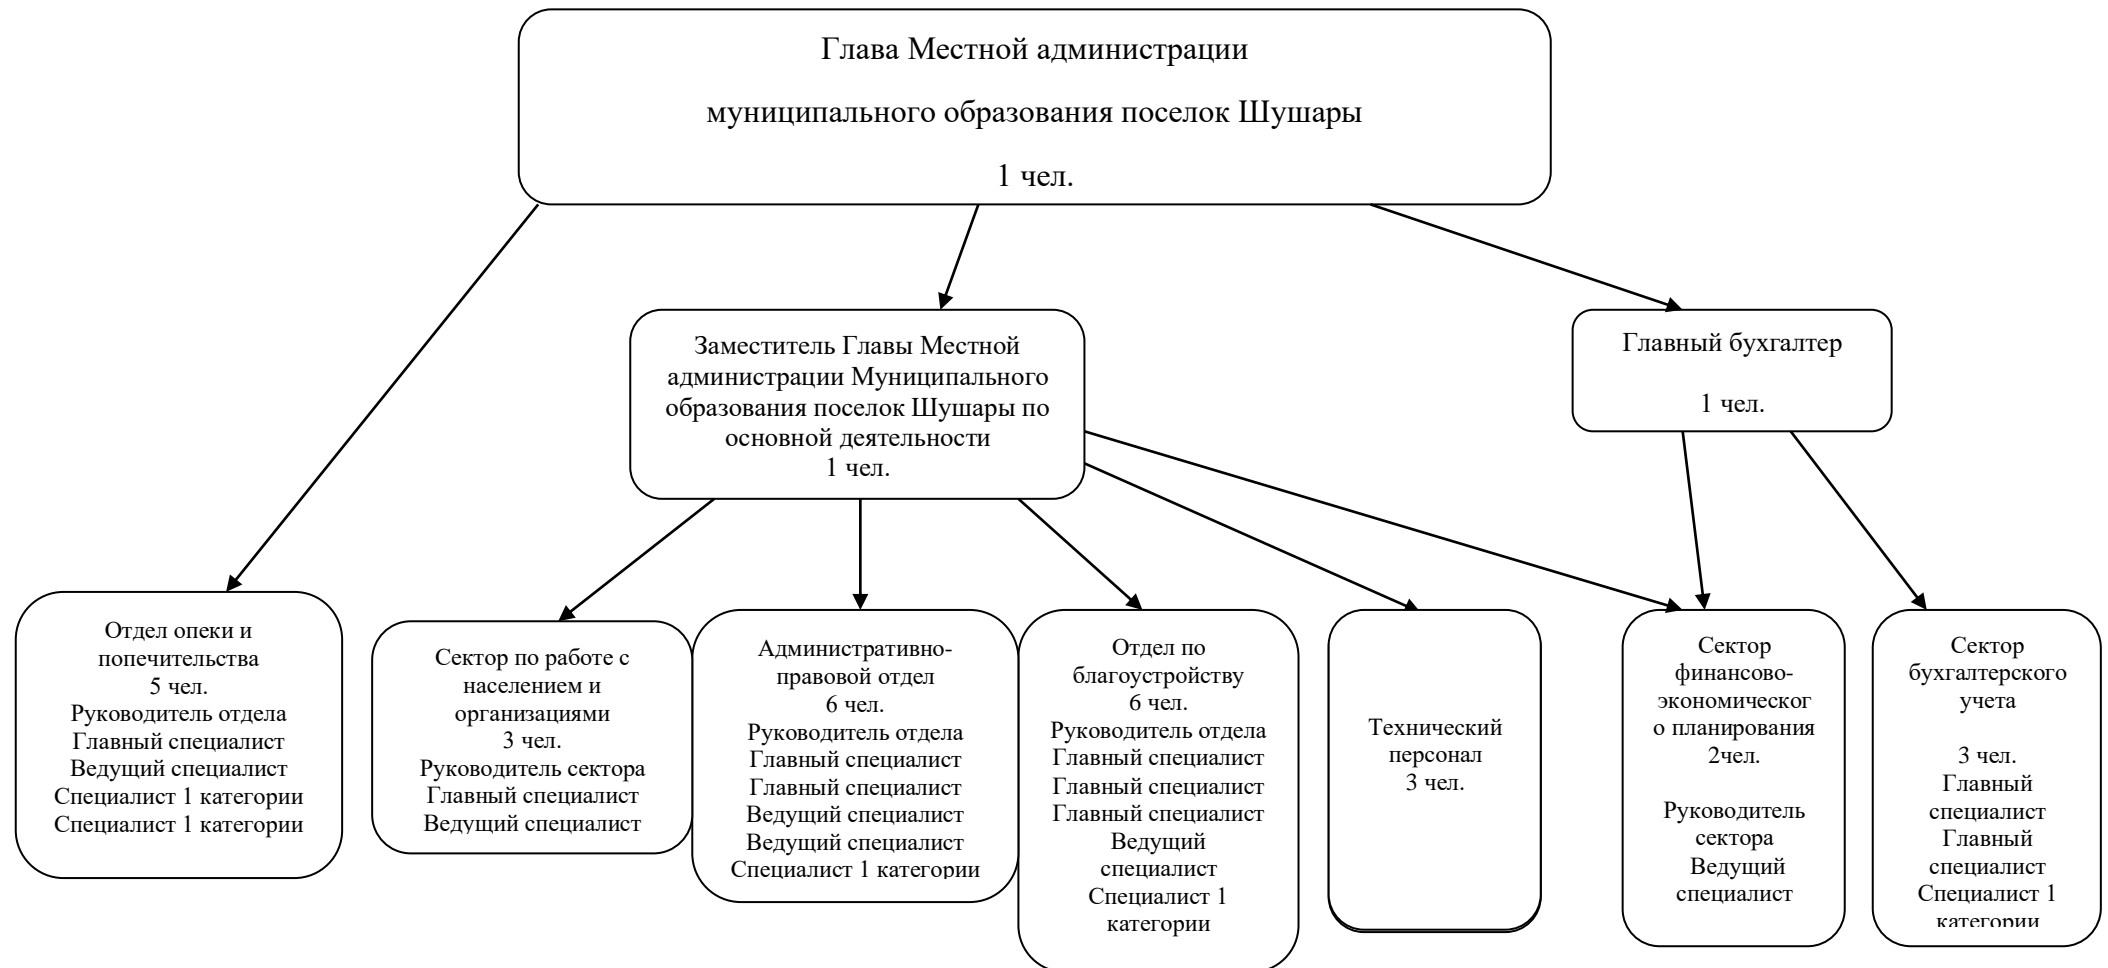 Глава Местной администрации
муниципального образования поселок Шушары
1 чел.
Заместитель Главы Местной
администрации Муниципального
образования поселок Шушары по
основной деятельности
1 чел.
Главный бухгалтер
1 чел.
Отдел опеки и
попечительства
5 чел.
Руководитель отдела
Главный специалист
Ведущий специалист
Специалист 1 категории
Специалист 1 категории
Сектор по работе с
населением и
организациями
3 чел.
Руководитель сектора
Главный специалист
Ведущий специалист
Административно-
правовой отдел
6 чел.
Руководитель отдела
Главный специалист
Главный специалист
Ведущий специалист
Ведущий специалист
Специалист 1 категории
Отдел по
благоустройству
6 чел.
Руководитель отдела
Главный специалист
Главный специалист
Главный специалист
Ведущий
специалист
Специалист 1
категории
Технический
персонал
3 чел.
Сектор
финансово-
экономическог
о планирования
2чел.
Руководитель
сектора
Ведущий
специалист
Сектор
бухгалтерского
учета
3 чел.
Главный
специалист
Главный
специалист
Специалист 1
категории